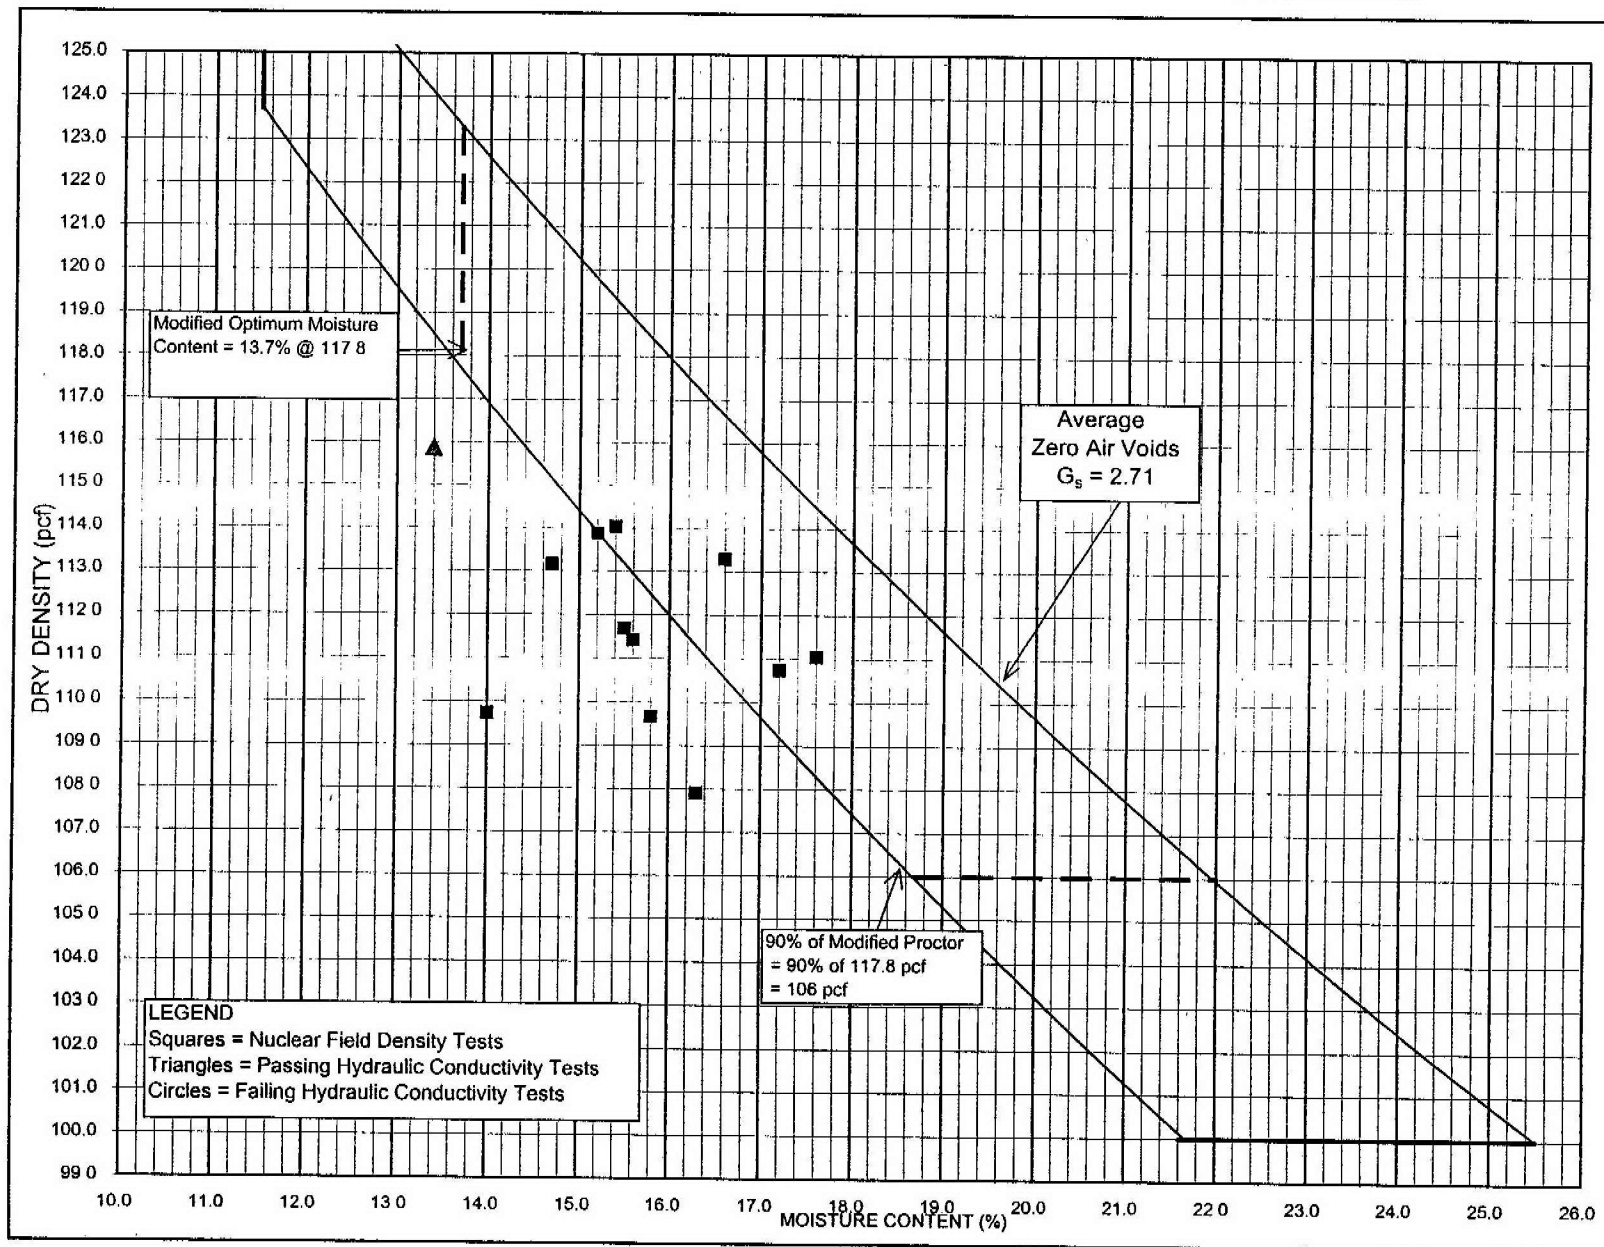 125.0
124.0
123.0
122.0
121.0
120 0
119.0
118.0
117.0
116.0
115 0
114.0
113.0
112.0
111.0
110 0
109 0
108 0
107.0
106.0
105 0
104.0
103.0
102.0
101.0
100.0
99 0
DRY DENSITY (pcf)
Modified Optimum Moisture
Content = 13.7% @ 117 8
Average
Zero Air Voids
Gs = 2.71
90% of Modified Proctor
= 90% of 117.8 pcf
= 106 pcf
LEGEND
Squares = Nuclear Field Density Tests
Triangles = Passing Hydraulic Conductivity Tests
Circles = Failing Hydraulic Conductivity Tests
10.0 11.0 12.0 13.0 14.0 15.0 16.0 17.0 18.0 19.0 20.0 21.0 22 0 23.0 24.0 25.0 26.0
MOISTURE CONTENT (%)